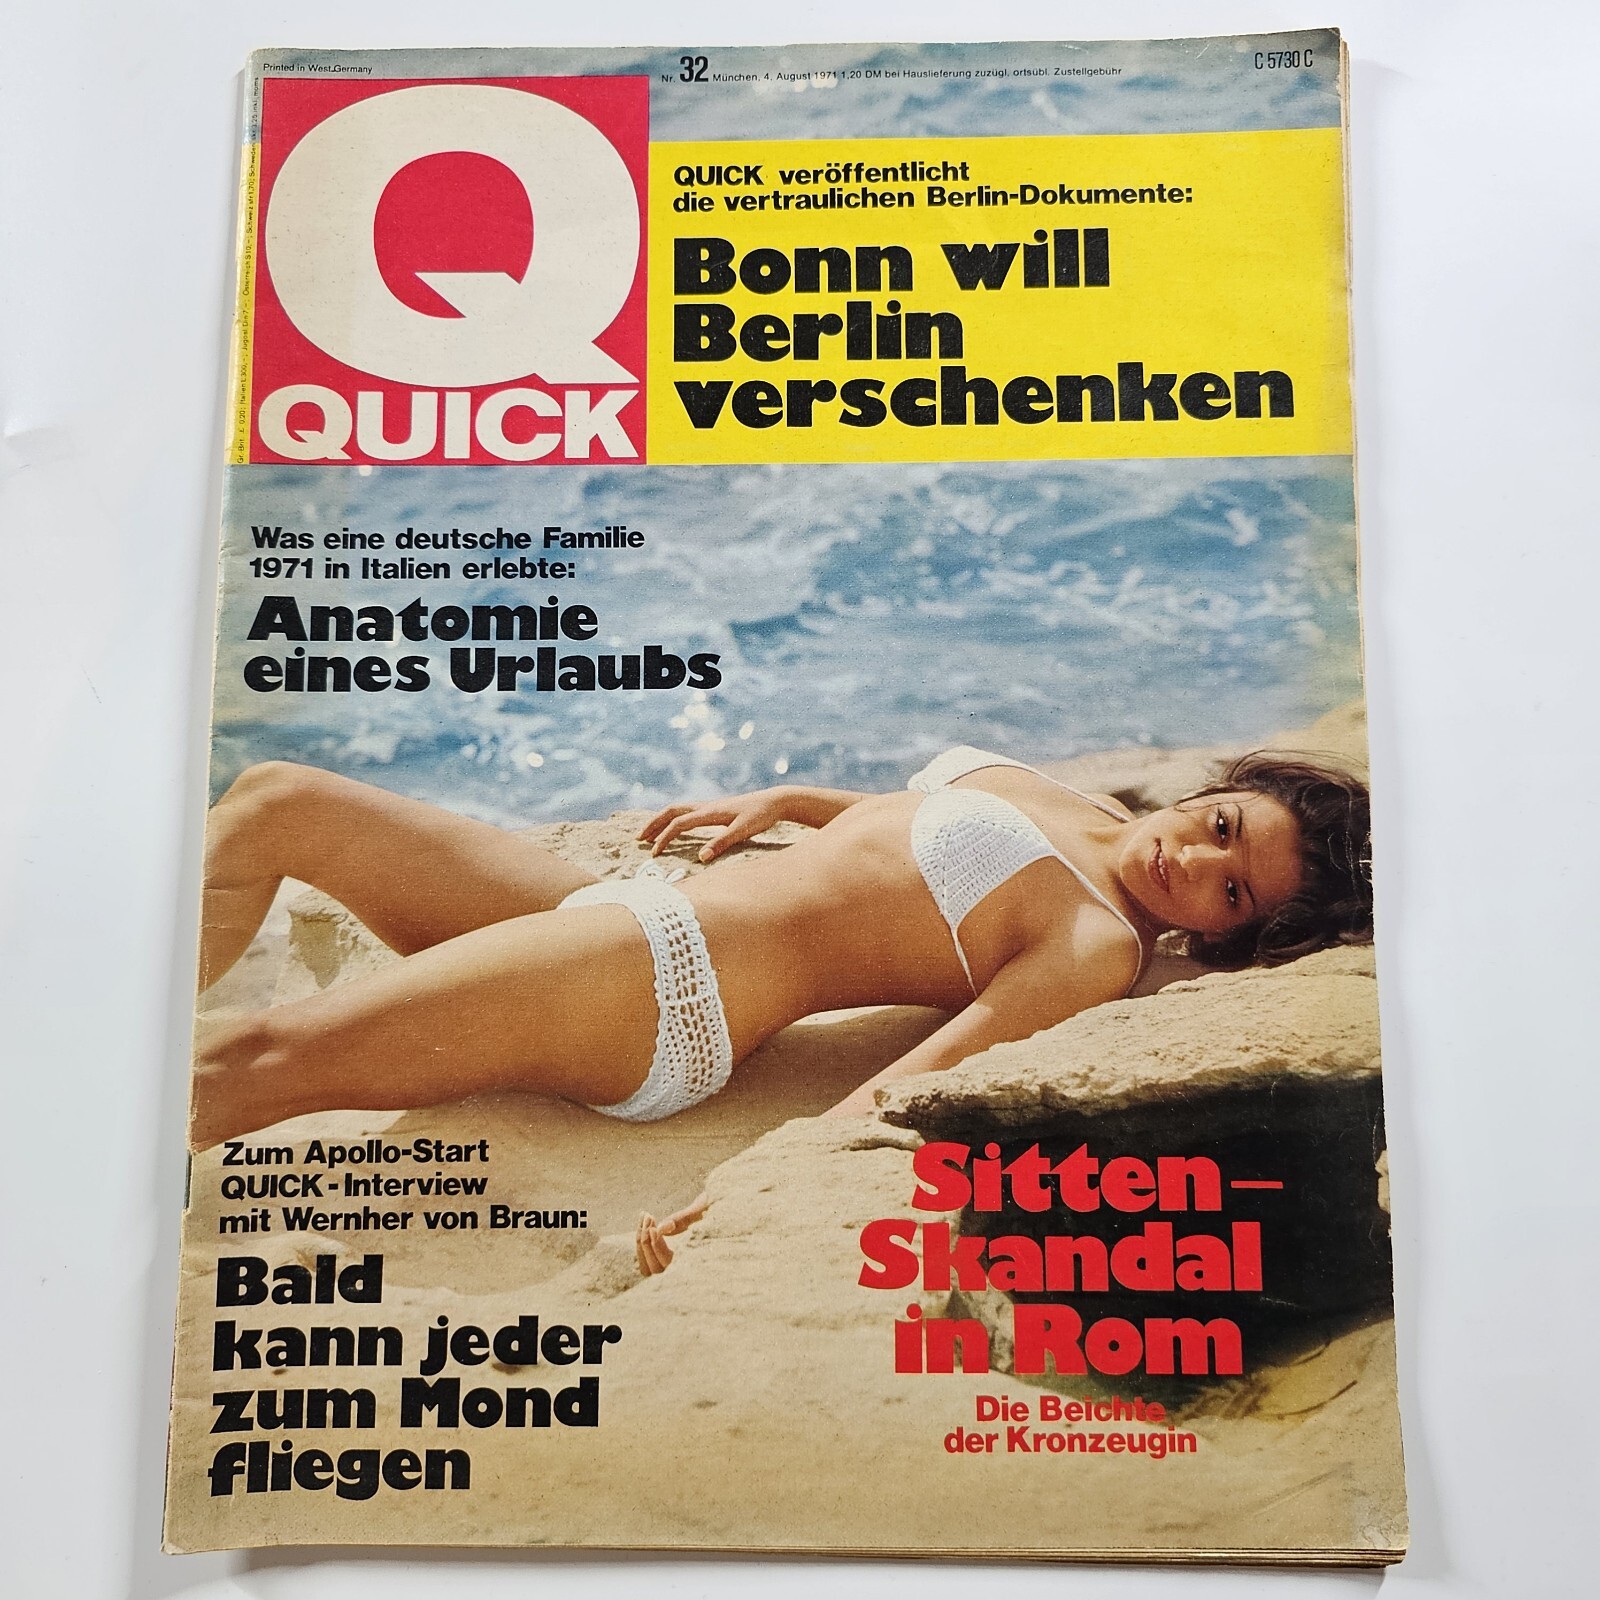 Printed in West-Germany
Nr. 32 München, 4. August 1971 1,20 DM bei Hauslieferung zuzügl. ortsübl. Zustellgebühr
C 5730 C
Q
QUICK
QUICK veröffentlicht
die vertraulichen Berlin-Dokumente:
Bonn will
Berlin
verschenken
Was eine deutsche Familie
1971 in Italien erlebte:
Anatomie
eines Urlaubs
Zum Apollo-Start
QUICK-Interview
mit Wernher von Braun:
Bald
kann jeder
zum Mond
fliegen
Sitten-
Skandal
in Rom
Die Beichte
der Kronzeugin